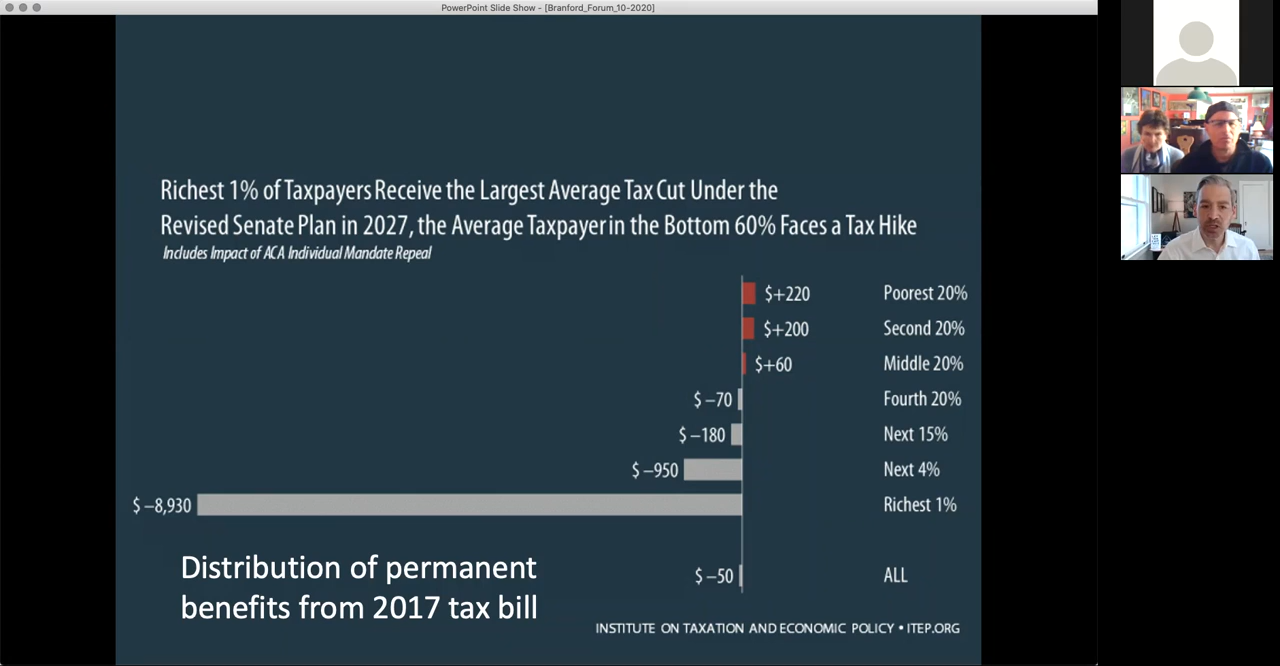 PowerPoint Slide Show - [Branford_Forum_10-2020]
Richest 1% of Taxpayers Receive the Largest Average Tax Cut Under the
Revised Senate Plan in 2027, the Average Taxpayer in the Bottom 60% Faces a Tax Hike
Includes Impact of ACA Individual Mandate Repeal
$+220 Poorest 20%
$+200 Second 20%
$+60 Middle 20%
$ –70 Fourth 20%
$ –180 Next 15%
$ –950 Next 4%
$ –8,930 Richest 1%
$ –50 ALL
Distribution of permanent
benefits from 2017 tax bill
INSTITUTE ON TAXATION AND ECONOMIC POLICY • ITEP.ORG